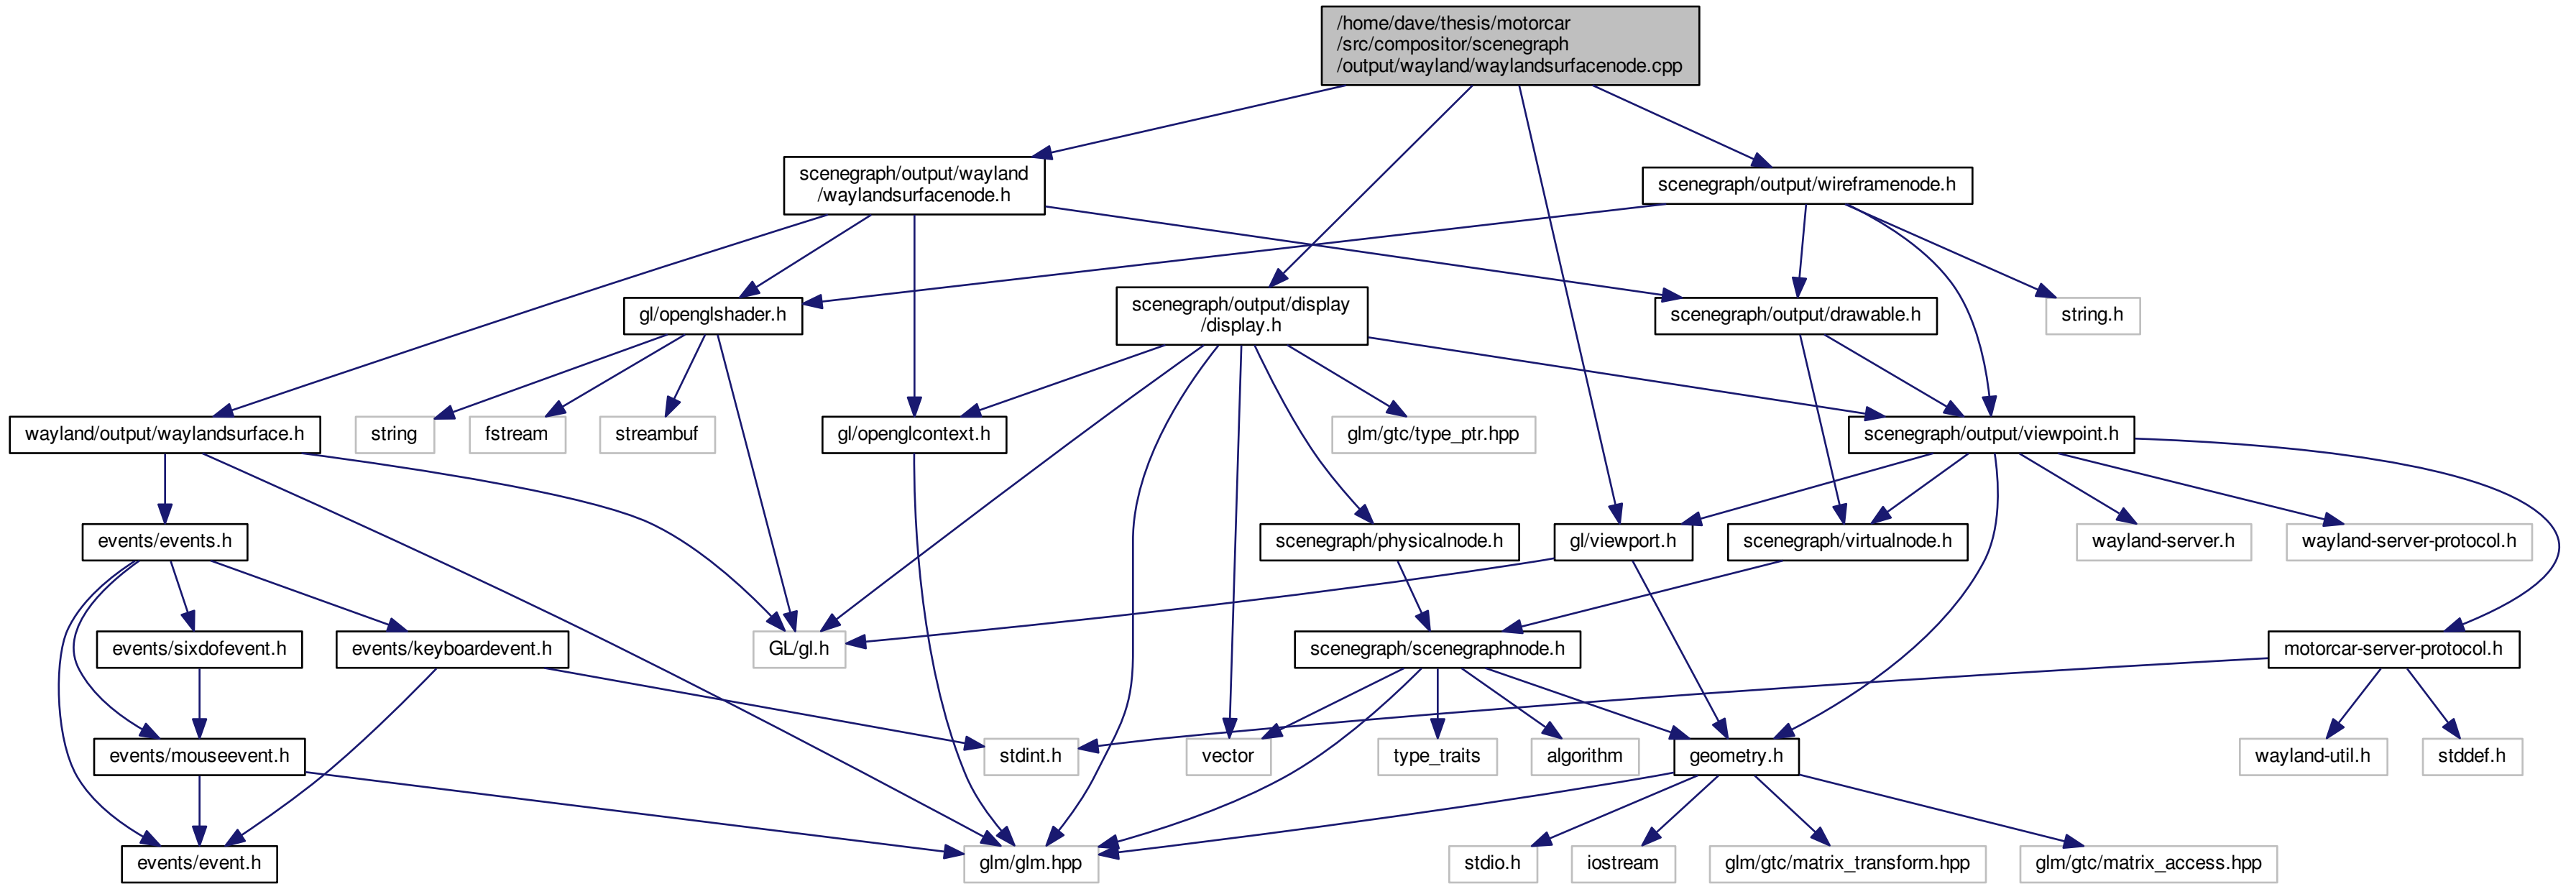 /home/dave/thesis/motorcar
/src/compositor/scenegraph
/output/wayland/waylandsurfacenode.cpp
scenegraph/output/wayland
/waylandsurfacenode.h
scenegraph/output/wireframenode.h
gl/openglshader.h
scenegraph/output/display
/display.h
scenegraph/output/drawable.h
string.h
wayland/output/waylandsurface.h
string
fstream
streambuf
gl/openglcontext.h
glm/gtc/type_ptr.hpp
scenegraph/output/viewpoint.h
events/events.h
scenegraph/physicalnode.h
gl/viewport.h
scenegraph/virtualnode.h
wayland-server.h
wayland-server-protocol.h
events/sixdofevent.h
events/keyboardevent.h
GL/gl.h
scenegraph/scenegraphnode.h
motorcar-server-protocol.h
events/mouseevent.h
stdint.h
vector
type_traits
algorithm
geometry.h
wayland-util.h
stddef.h
events/event.h
glm/glm.hpp
stdio.h
iostream
glm/gtc/matrix_transform.hpp
glm/gtc/matrix_access.hpp